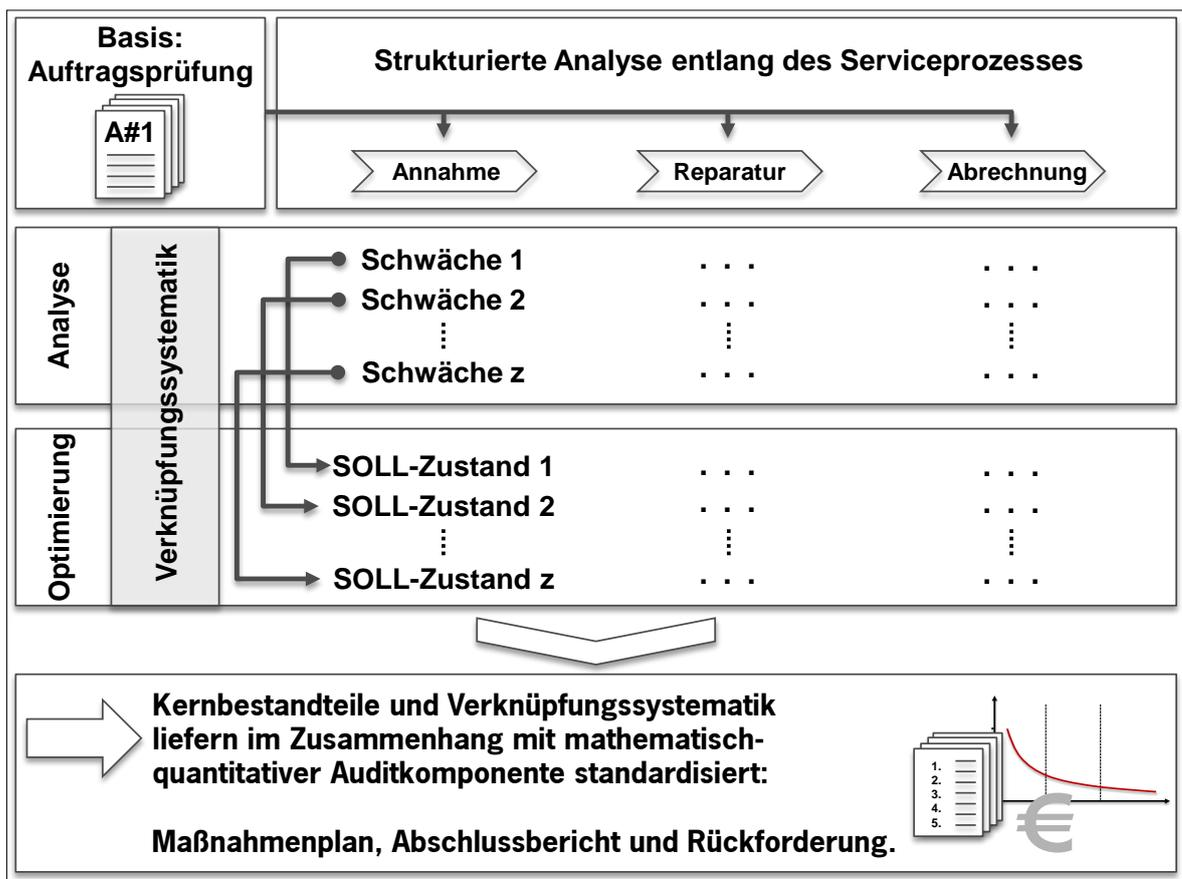 Basis:
Auftragsprüfung
A#1
Strukturierte Analyse entlang des Serviceprozesses
Annahme
Reparatur
Abrechnung
Analyse
Verknüpfungssystematik
Schwäche 1
. . .
. . .
Schwäche 2
. . .
. . .
Schwäche z
. . .
. . .
Optimierung
SOLL-Zustand 1
. . .
. . .
SOLL-Zustand 2
. . .
. . .
SOLL-Zustand z
. . .
. . .
Kernbestandteile und Verknüpfungssystematik
liefern im Zusammenhang mit mathematisch-
quantitativer Auditkomponente standardisiert:
Maßnahmenplan, Abschlussbericht und Rückforderung.
1.
2.
3.
4.
5.
€